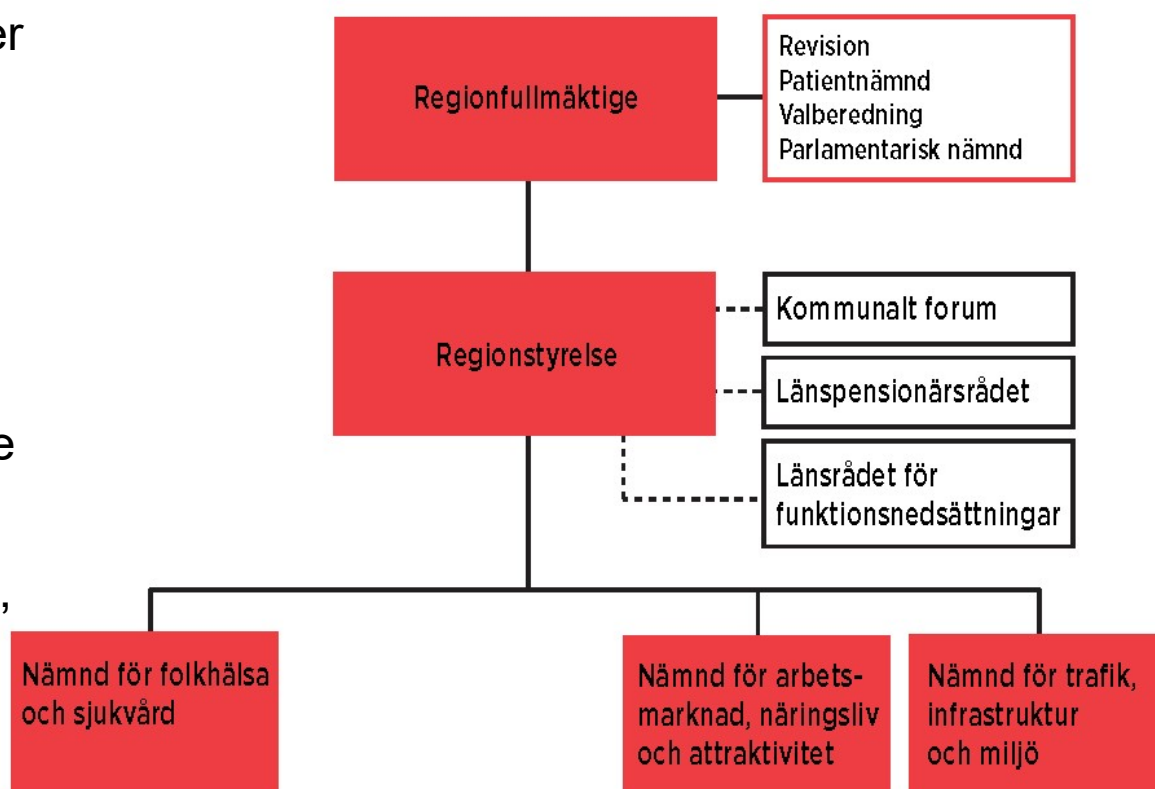 er
e
,
Regionfullmäktige
Revision
Patientnämnd
Valberedning
Parlamentarisk nämnd
Regionstyrelse
Kommunalt forum
Länspensionärsrådet
Länsrådet för
funktionsnedsättningar
Nämnd för folkhälsa
och sjukvård
Nämnd för arbets-
marknad, näringsliv
och attraktivitet
Nämnd för trafik,
infrastruktur
och miljö